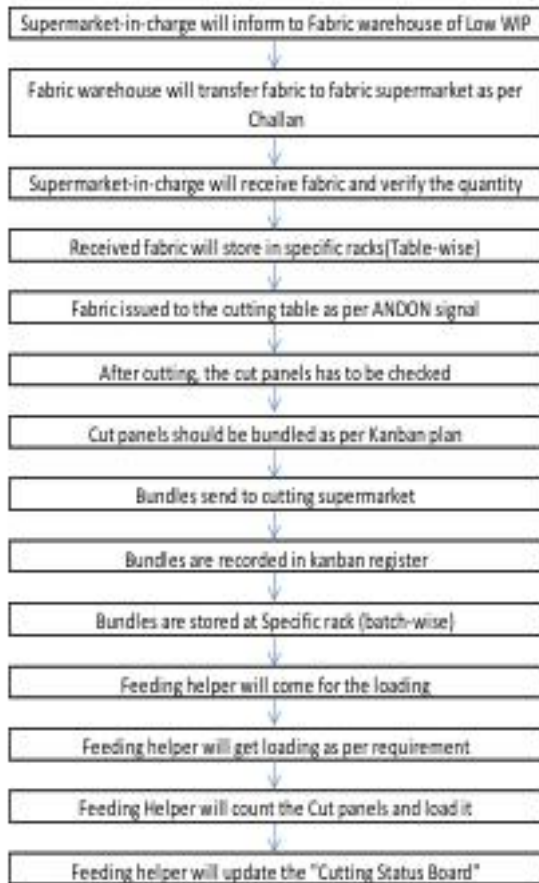 Supermarket-in-charge will inform to Fabric warehouse of Low WIP
Fabric warehouse will transfer fabric to fabric supermarket as per
Challan
Supermarket-in-charge will receive fabric and verify the quantity
Received fabric will store in specific racks(Table-wise)
Fabric issued to the cutting table as per ANDON signal
After cutting, the cut panels has to be checked
Cut panels should be bundled as per Kanban plan
Bundles send to cutting supermarket
Bundles are recorded in kanban register
Bundles are stored at Specific rack (batch-wise)
Feeding helper will come for the loading
Feeding helper will get loading as per requirement
Feeding Helper will count the Cut panels and load it
Feeding helper will update the "Cutting Status Board"